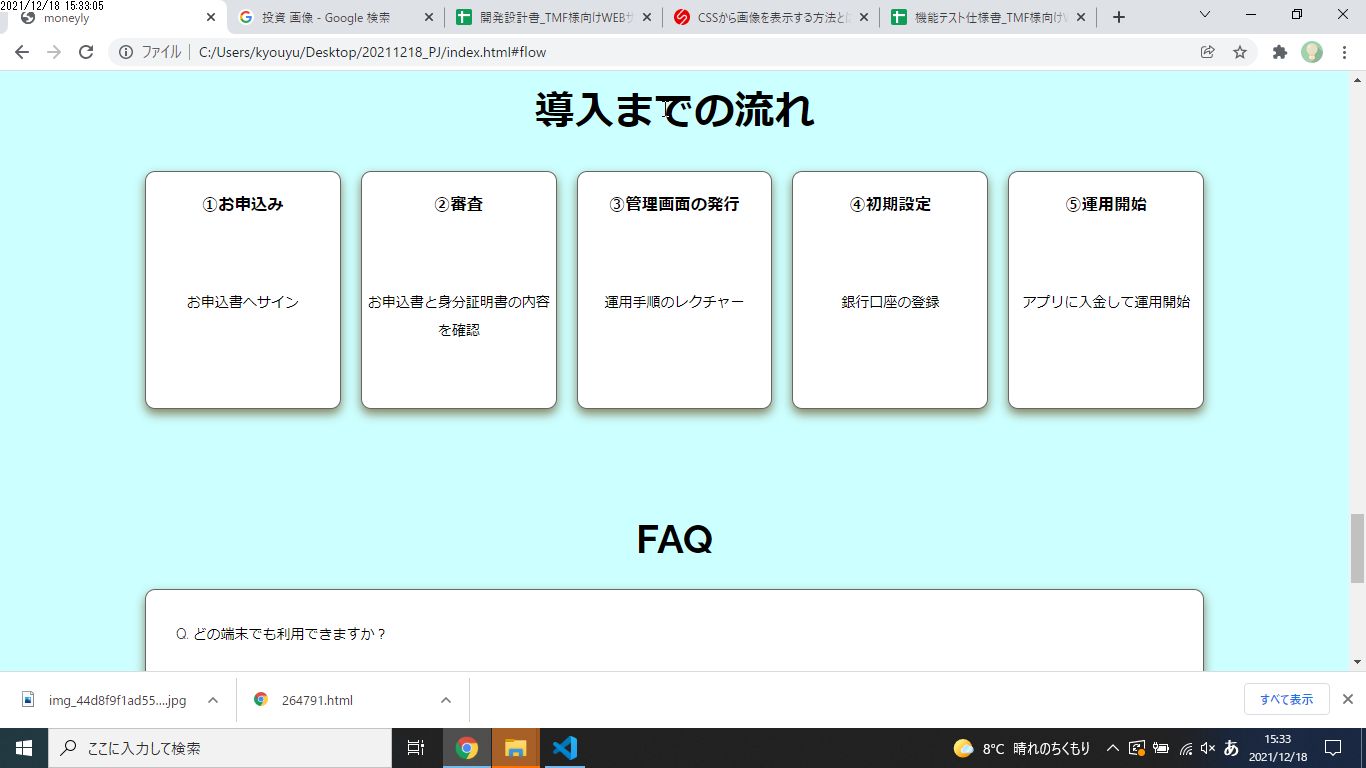 2021/12/18 15:33:05
moneyly
投資 画像 - Google 検索
開発設計書_TMF様向けWEBサ
CSSから画像を表示する方法と
機能テスト仕様書_TMF様向けW
ファイル
C:/Users/kyouyu/Desktop/20211218_PJ/index.html#flow
導入までの流れ
①お申込み
②審査
③管理画面の発行
④初期設定
⑤運用開始
お申込書へサイン
お申込書と身分証明書の内容
を確認
運用手順のレクチャー
銀行口座の登録
アプリに入金して運用開始
FAQ
Q. どの端末でも利用できますか？
img_44d8f9f1ad55....jpg
264791.html
すべて表示
ここに入力して検索
8°C 晴れのちくもり
あ
15:33
2021/12/18